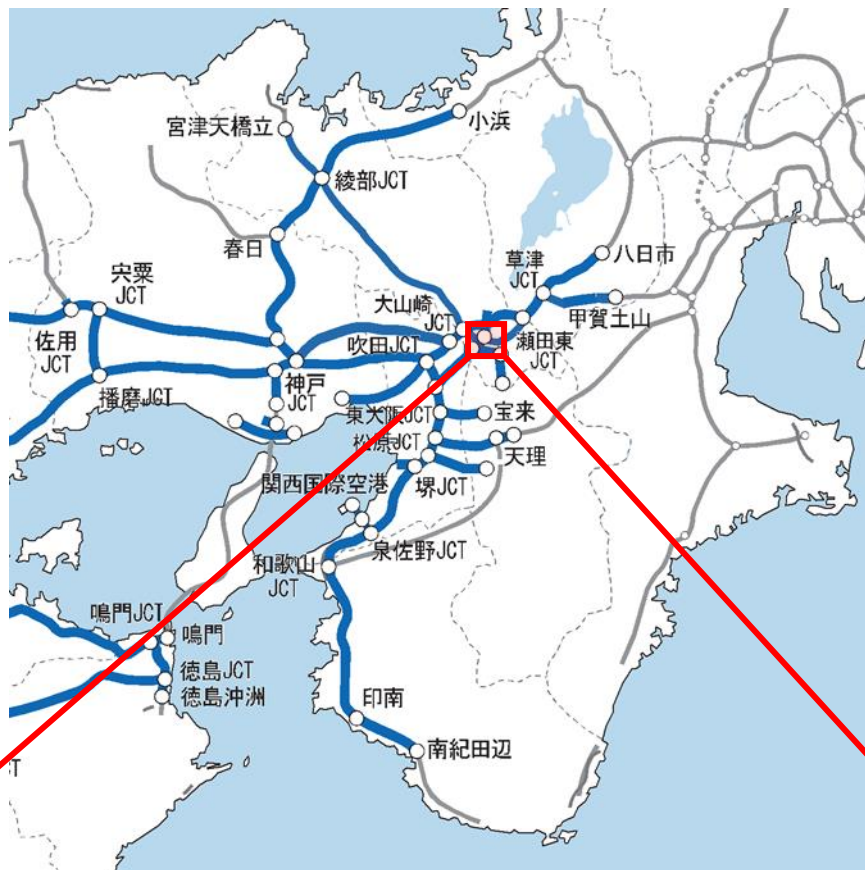 宮津天橋立
小浜
綾部JCT
春日
草津
JCT
八日市
宍粟
JCT
大山崎
JCT
甲賀土山
佐用
JCT
吹田JCT
瀬田東
JCT
播磨JCT
神戸
JCT
東大阪JCT
宝来
松原JCT
天理
関西国際空港
堺JCT
泉佐野JCT
和歌山
JCT
鳴門JCT
鳴門
徳島JCT
徳島沖洲
印南
南紀田辺
CT